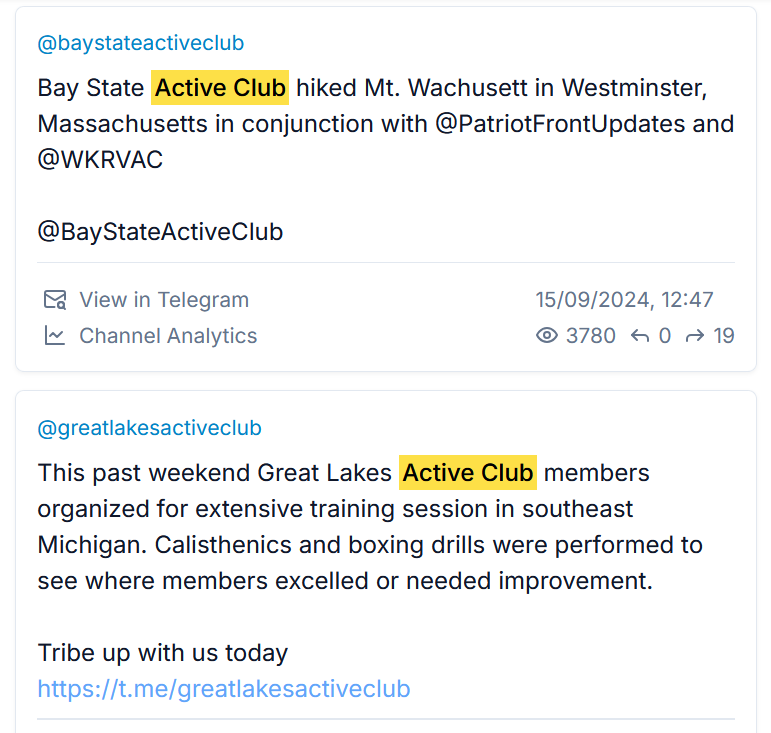 @baystateactiveclub
Bay State Active Club hiked Mt. Wachusett in Westminster,
Massachusetts in conjunction with @PatriotFrontUpdates and
@WKRVAC
@BayStateActiveClub
View in Telegram
15/09/2024, 12:47
Channel Analytics
3780
0
19
@greatlakesactiveclub
This past weekend Great Lakes Active Club members
organized for extensive training session in southeast
Michigan. Calisthenics and boxing drills were performed to
see where members excelled or needed improvement.
Tribe up with us today
https://t.me/greatlakesactiveclub